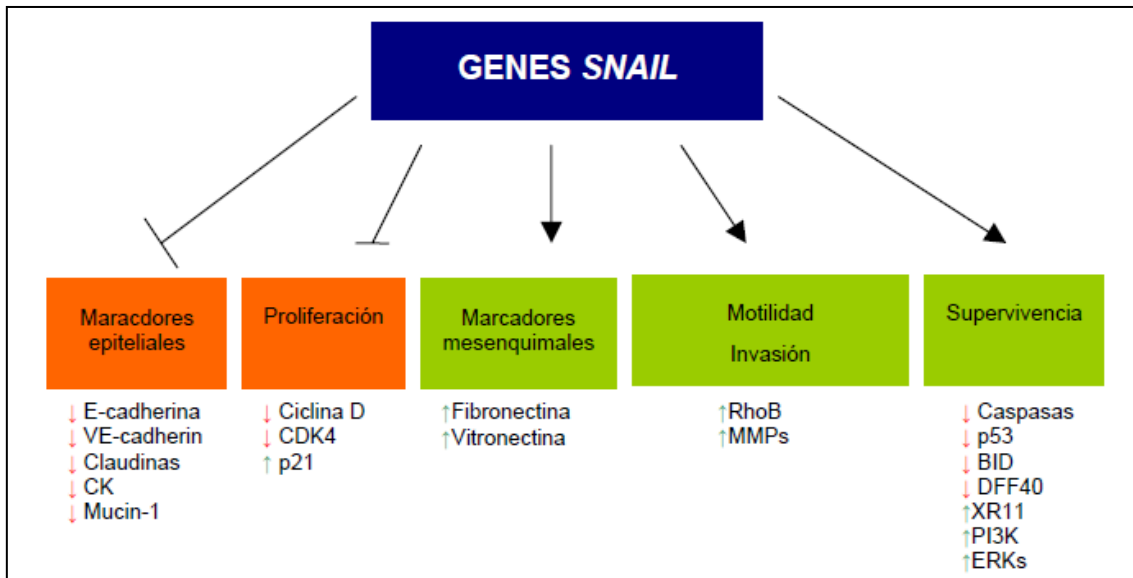 GENES SNAIL
Maracdores
epiteliales
↓ E-cadherina
↓ VE-cadherin
↓ Claudinas
↓ CK
↓ Mucin-1
Proliferación
↓ Ciclina D
↓ CDK4
↑ p21
Marcadores
mesenquimales
↑Fibronectina
↑Vitronectina
Motilidad
Invasión
↑RhoB
↑MMPs
Supervivencia
↓ Caspasas
↓ p53
↓ BID
↓ DFF40
↑XR11
↑PI3K
↑ERKs